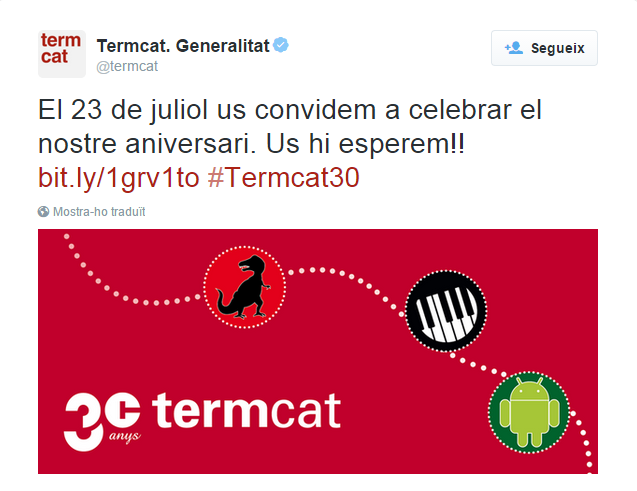 term
cat
Termcat. Generalitat
@termcat
Segueix
El 23 de juliol us convidem a celebrar el
nostre aniversari. Us hi esperem!!
bit.ly/1grv1to #Termcat30
Mostra-ho traduït
30 termcat
anys